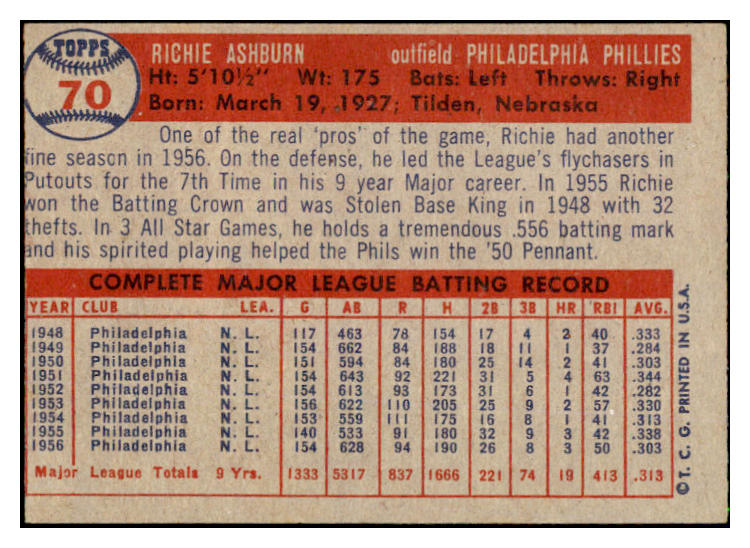 TOPPS
70
RICHIE ASHBURN outfield PHILADELPHIA PHILLIES
Ht: 5'10½" Wt: 175 Bats: Left Throws: Right
Born: March 19, 1927; Tilden, Nebraska
One of the real 'pros' of the game, Richie had another
fine season in 1956. On the defense, he led the League's flychasers in
Putouts for the 7th Time in his 9 year Major career. In 1955 Richie
won the Batting Crown and was Stolen Base King in 1948 with 32
thefts. In 3 All Star Games, he holds a tremendous .556 batting mark
and his spirited playing helped the Phils win the '50 Pennant.
COMPLETE MAJOR LEAGUE BATTING RECORD
YEAR CLUB LEA. G AB R H 2B 3B HR RBI AVG.
1948 Philadelphia N. L. 117 463 78 154 17 4 2 40 .333
1949 Philadelphia N. L. 154 662 84 188 18 11 1 37 .284
1950 Philadelphia N. L. 151 594 84 180 25 14 2 41 .303
1951 Philadelphia N. L. 154 643 92 221 31 5 4 63 .344
1952 Philadelphia N. L. 154 613 93 173 31 6 1 42 .282
1953 Philadelphia N. L. 156 622 110 205 25 9 2 57 .330
1954 Philadelphia N. L. 153 559 111 175 16 8 1 41 .313
1955 Philadelphia N. L. 140 533 91 180 32 9 3 42 .338
1956 Philadelphia N. L. 154 628 94 190 26 8 3 50 .303
Major League Totals 9 Yrs. 1333 5317 837 1666 221 74 19 413 .313
©T. C. G. PRINTED IN U.S.A.